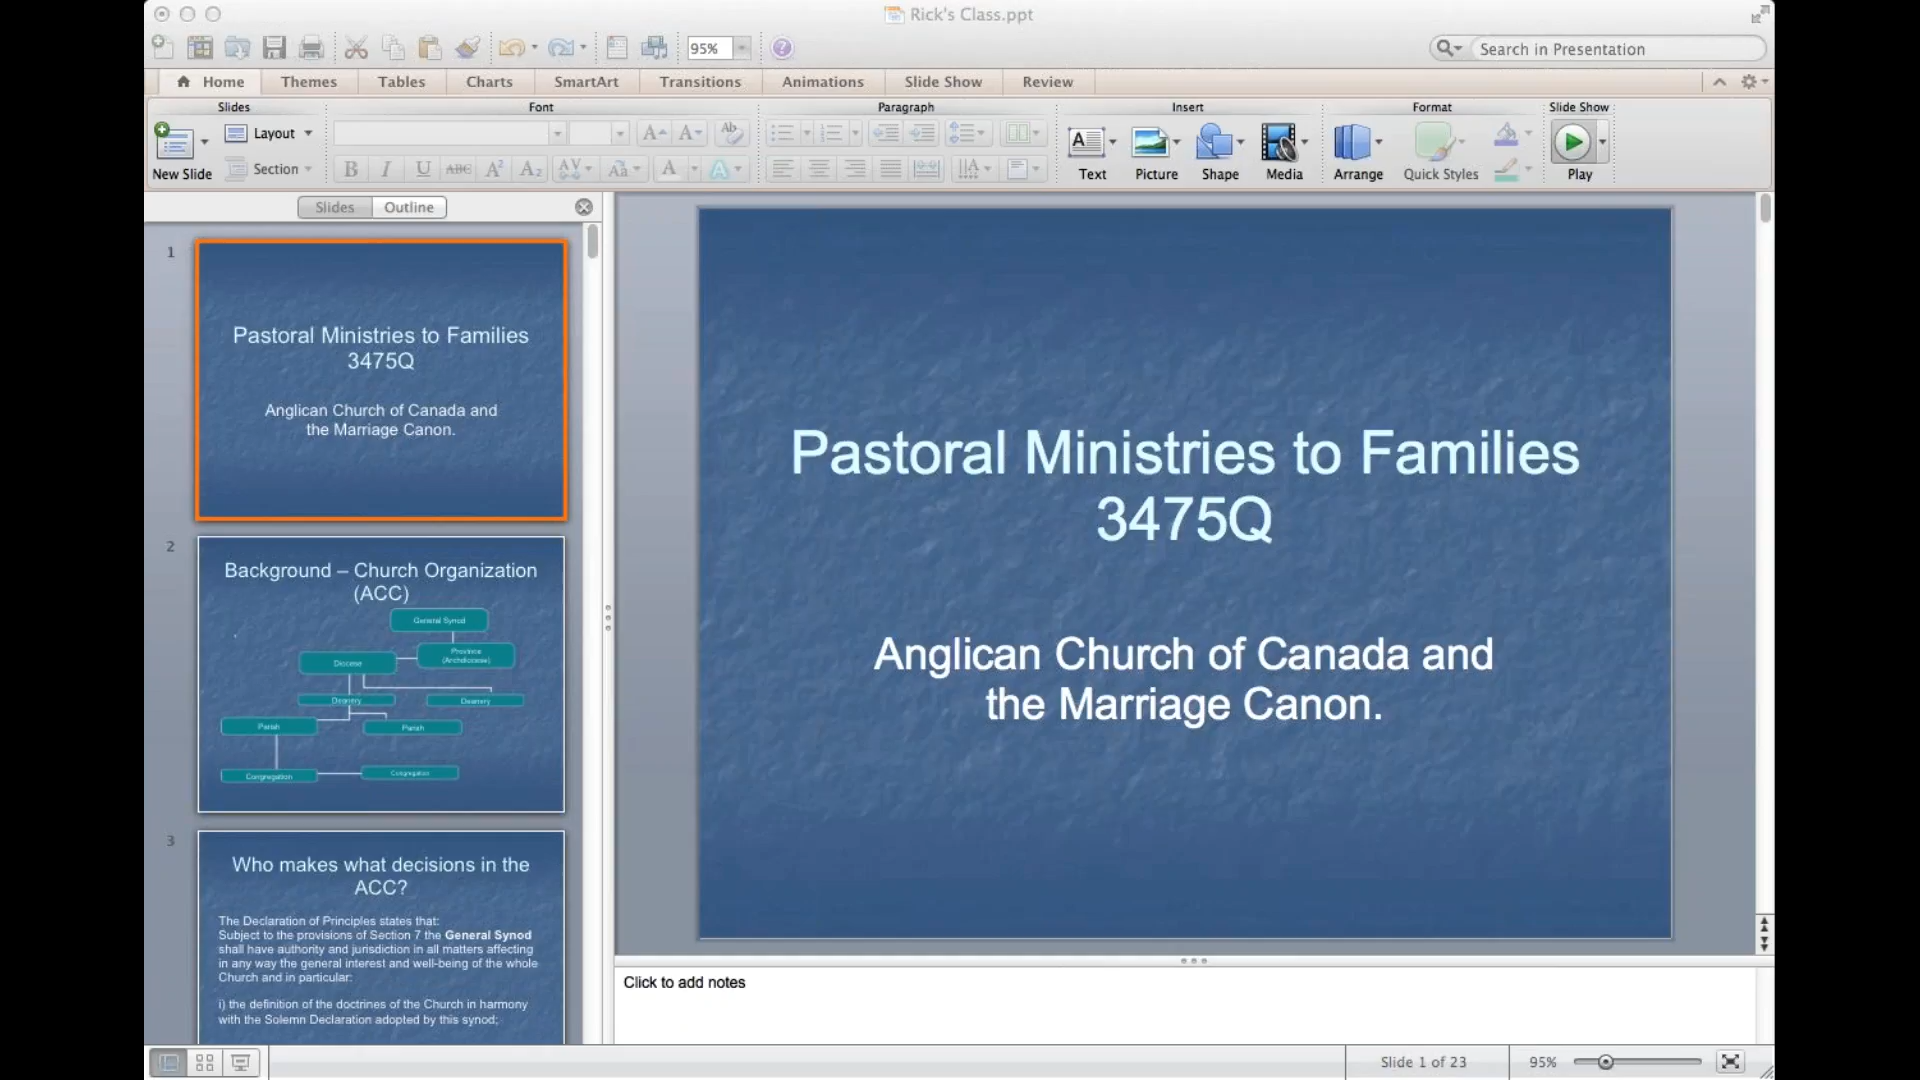 Rick's Class.ppt
95%
Search in Presentation
Home
Themes
Tables
Charts
SmartArt
Transitions
Animations
Slide Show
Review
Slides
Font
Paragraph
Insert
Format
Slide Show
New Slide
Layout
Section
Text
Picture
Shape
Media
Arrange
Quick Styles
Play
B I U ABC A² A₂
Slides
Outline
1
Pastoral Ministries to Families
3475Q
Anglican Church of Canada and
the Marriage Canon.
2
Background – Church Organization
(ACC)
General Synod
Province
(Archdiocese)
Diocese
Deanery
Deanery
Parish
Parish
Congregation
Congregation
3
Who makes what decisions in the
ACC?
The Declaration of Principles states that:
Subject to the provisions of Section 7 the General Synod
shall have authority and jurisdiction in all matters affecting
in any way the general interest and well-being of the whole
Church and in particular:
i) the definition of the doctrines of the Church in harmony
with the Solemn Declaration adopted by this synod;
Pastoral Ministries to Families
3475Q
Anglican Church of Canada and
the Marriage Canon.
Click to add notes
Slide 1 of 23
95%